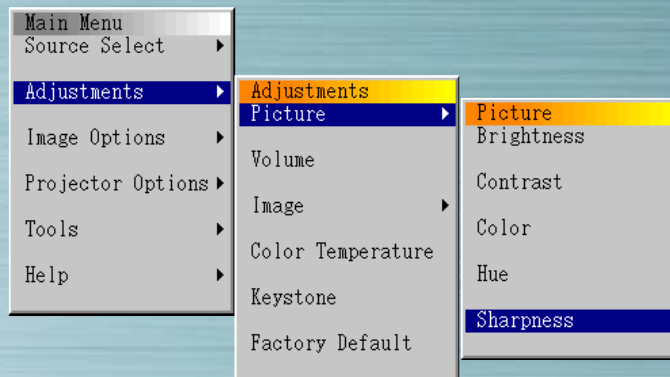 Main Menu
Source Select
Adjustments
Image Options
Projector Options
Tools
Help
Adjustments
Picture
Volume
Image
Color Temperature
Keystone
Factory Default
Picture
Brightness
Contrast
Color
Hue
Sharpness